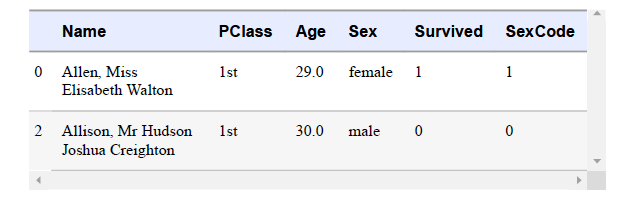 Name PClass Age Sex Survived SexCode
0 Allen, Miss 1st 29.0 female 1 1
Elisabeth Walton
2 Allison, Mr Hudson 1st 30.0 male 0 0
Joshua Creighton